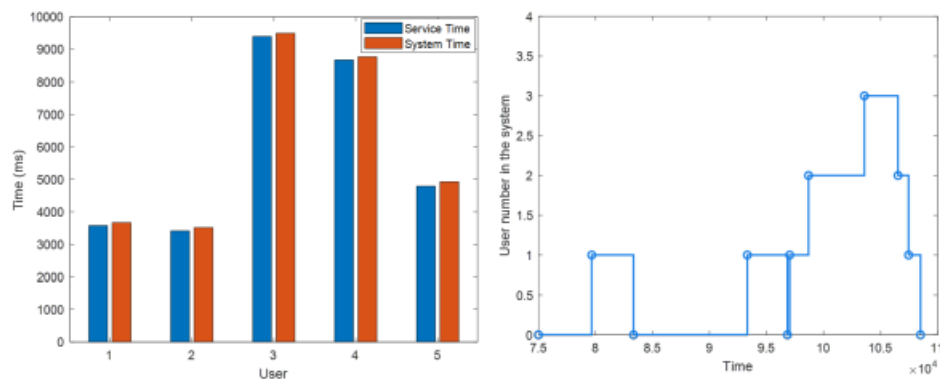 10000
9000
8000
7000
6000
5000
4000
3000
2000
1000
0
Time (ms)
Service Time
System Time
1 2 3 4 5
User
4
3.5
3
2.5
2
1.5
1
0.5
0
User number in the system
7.5 8 8.5 9 9.5 10 10.5 11
Time
×10⁴